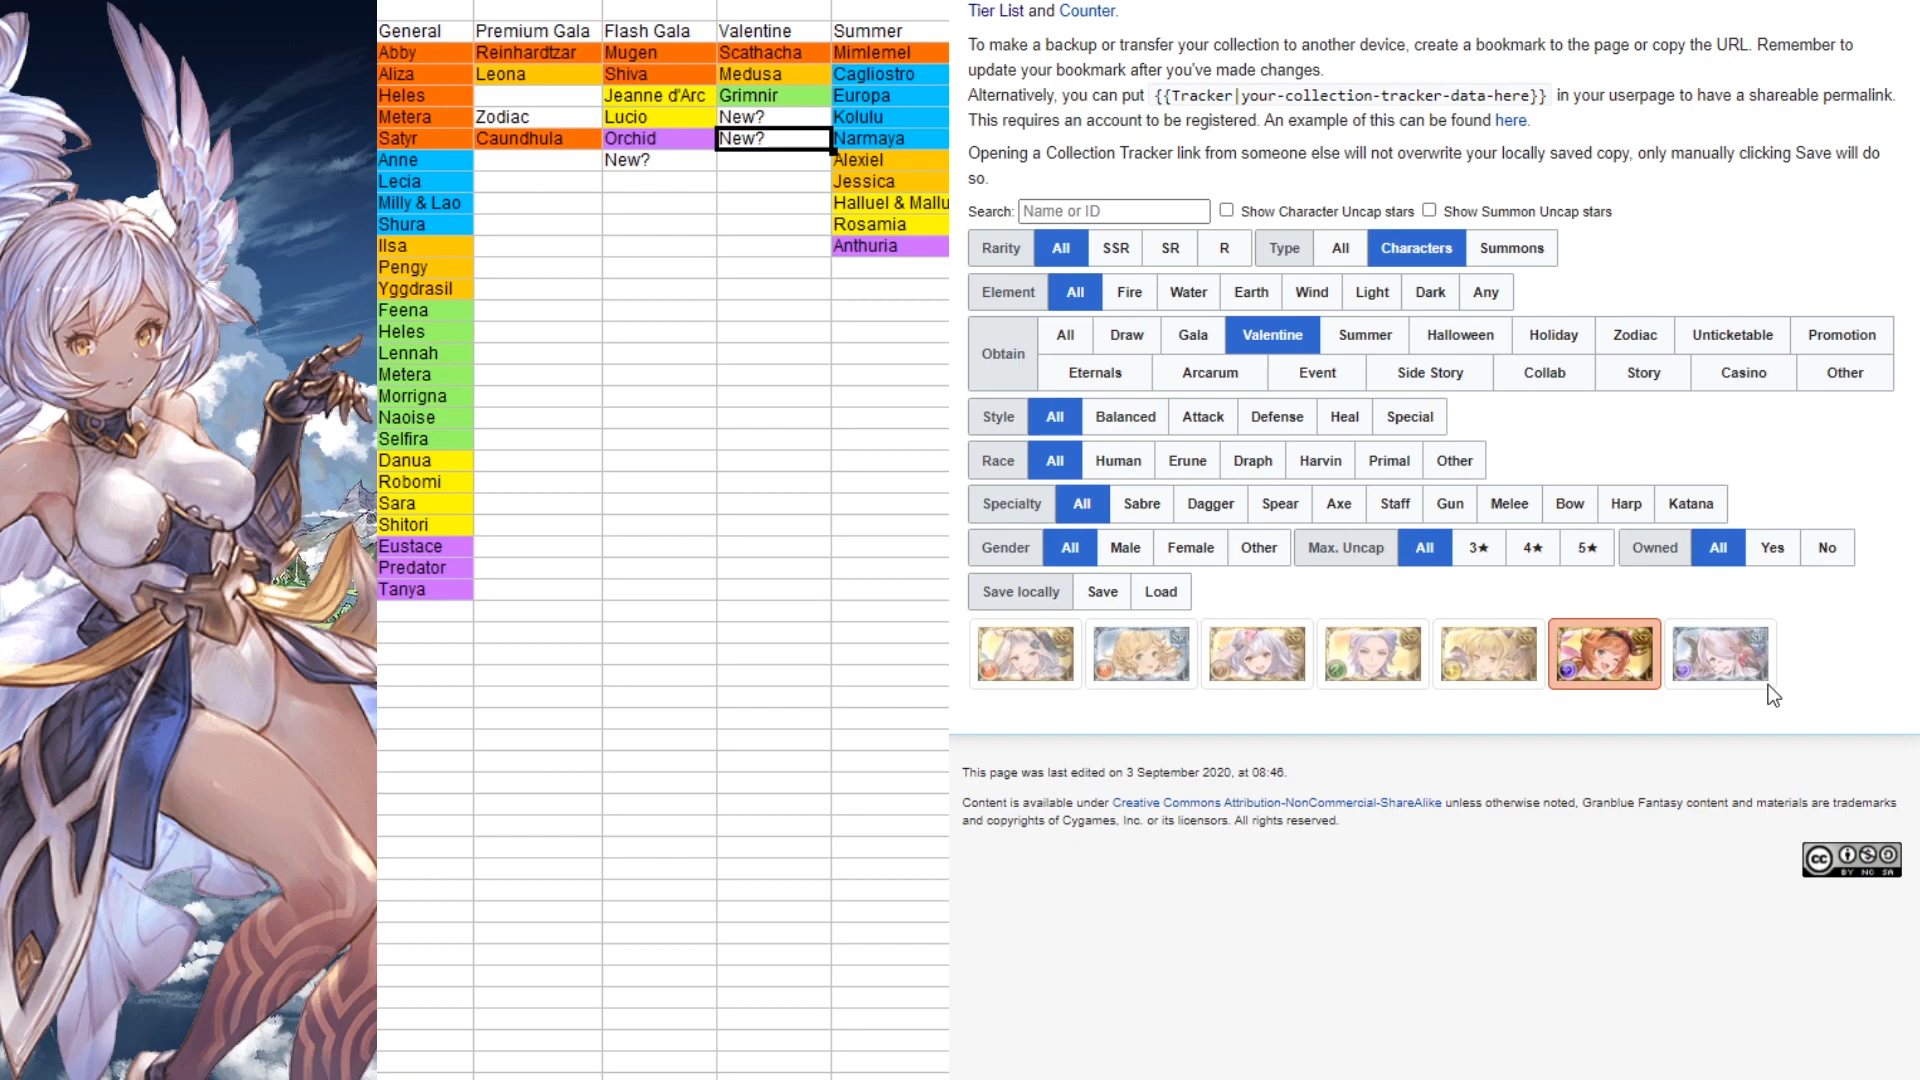 General Premium Gala Flash Gala Valentine Summer
Abby Reinhardtzar Mugen Scathacha Mimlemel
Aliza Leona Shiva Medusa Cagliostro
Heles Jeanne d'Arc Grimnir Europa
Metera Zodiac Lucio New? Kolulu
Satyr Caundhula Orchid New? Narmaya
Anne New? Alexiel
Lecia Jessica
Milly & Lao Halluel & Mallu
Shura Rosamia
Ilsa Anthuria
Pengy
Yggdrasil
Feena
Heles
Lennah
Metera
Morrigna
Naoise
Selfira
Danua
Robomi
Sara
Shitori
Eustace
Predator
Tanya
Tier List and Counter.
To make a backup or transfer your collection to another device, create a bookmark to the page or copy the URL. Remember to
update your bookmark after you've made changes.
Alternatively, you can put {{Tracker|your-collection-tracker-data-here}} in your userpage to have a shareable permalink.
This requires an account to be registered. An example of this can be found here.
Opening a Collection Tracker link from someone else will not overwrite your locally saved copy, only manually clicking Save will do
so.
Search: Name or ID Show Character Uncap stars Show Summon Uncap stars
Rarity All SSR SR R Type All Characters Summons
Element All Fire Water Earth Wind Light Dark Any
Obtain All Draw Gala Valentine Summer Halloween Holiday Zodiac Unticketable Promotion
Eternals Arcarum Event Side Story Collab Story Casino Other
Style All Balanced Attack Defense Heal Special
Race All Human Erune Draph Harvin Primal Other
Specialty All Sabre Dagger Spear Axe Staff Gun Melee Bow Harp Katana
Gender All Male Female Other Max. Uncap All 3★ 4★ 5★ Owned All Yes No
Save locally Save Load
This page was last edited on 3 September 2020, at 08:46.
Content is available under Creative Commons Attribution-NonCommercial-ShareAlike unless otherwise noted, Granblue Fantasy content and materials are trademarks
and copyrights of Cygames, Inc. or its licensors. All rights reserved.
cc
BY NC SA